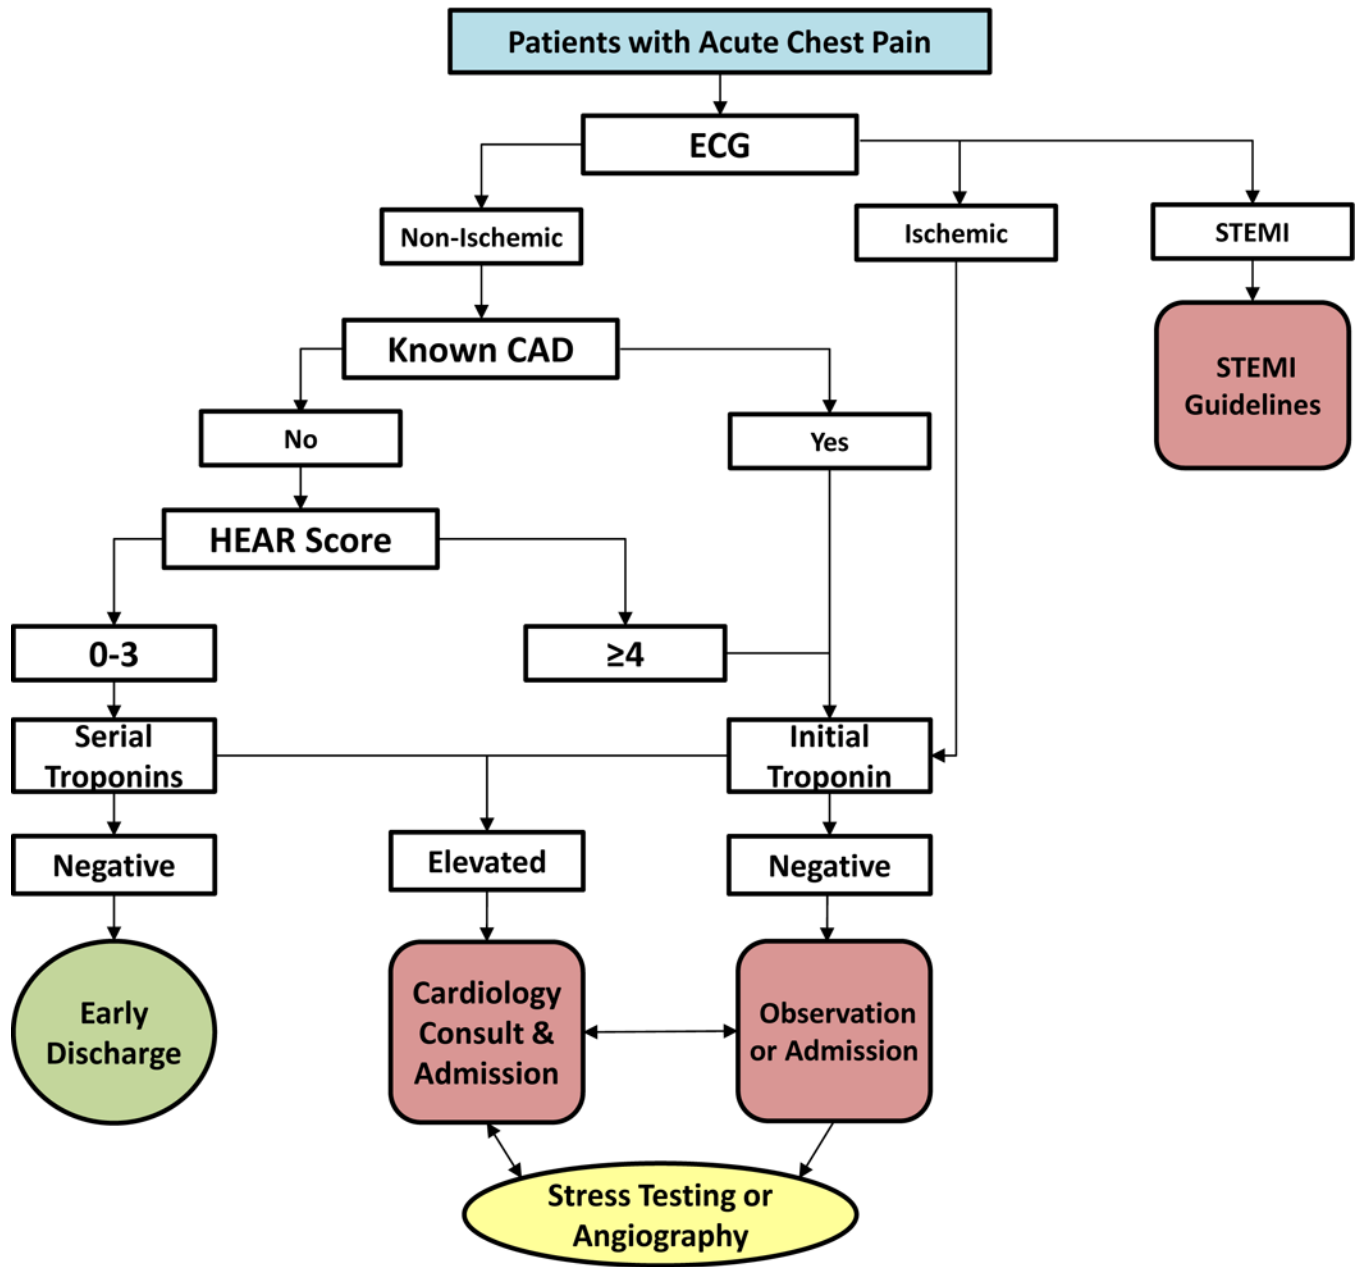 Patients with Acute Chest Pain
ECG
Non-Ischemic
Ischemic
STEMI
Known CAD
STEMI
Guidelines
No
Yes
HEAR Score
0-3
≥4
Serial
Troponins
Initial
Troponin
Negative
Elevated
Negative
Early
Discharge
Cardiology
Consult &
Admission
Observation
or Admission
Stress Testing or
Angiography